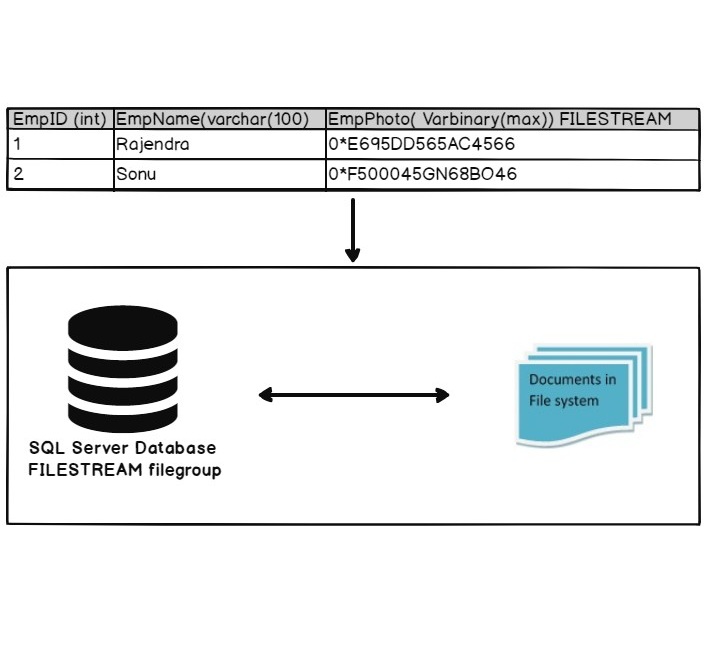 EmpID (int) EmpName(varchar(100) EmpPhoto( Varbinary(max)) FILESTREAM
1 Rajendra 0*E695DD565AC4566
2 Sonu 0*F500045GN68BO46
Documents in
File system
SQL Server Database
FILESTREAM filegroup